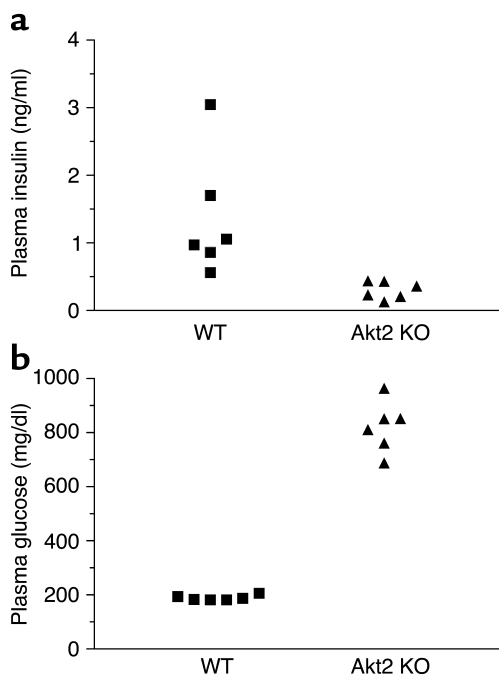 a
Plasma insulin (ng/ml)
4
3
2
1
0
WT Akt2 KO
b
Plasma glucose (mg/dl)
1000
800
600
400
200
0
WT Akt2 KO